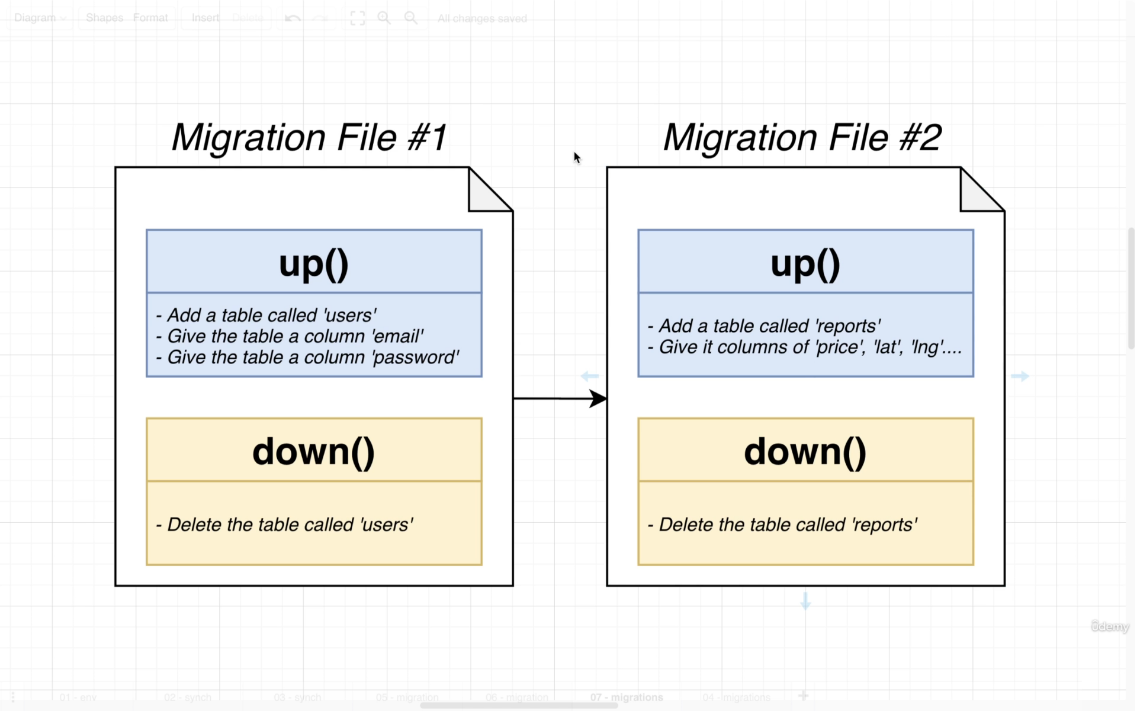 Diagram Shapes Format Insert Delete All changes saved
Migration File #1
up()
- Add a table called 'users'
- Give the table a column 'email'
- Give the table a column 'password'
down()
- Delete the table called 'users'
Migration File #2
up()
- Add a table called 'reports'
- Give it columns of 'price', 'lat', 'lng'....
down()
- Delete the table called 'reports'
ûdemy
01 - env 02 - synch 03 - synch 05 - migration 06 - migration 07 - migrations 04 - migrations